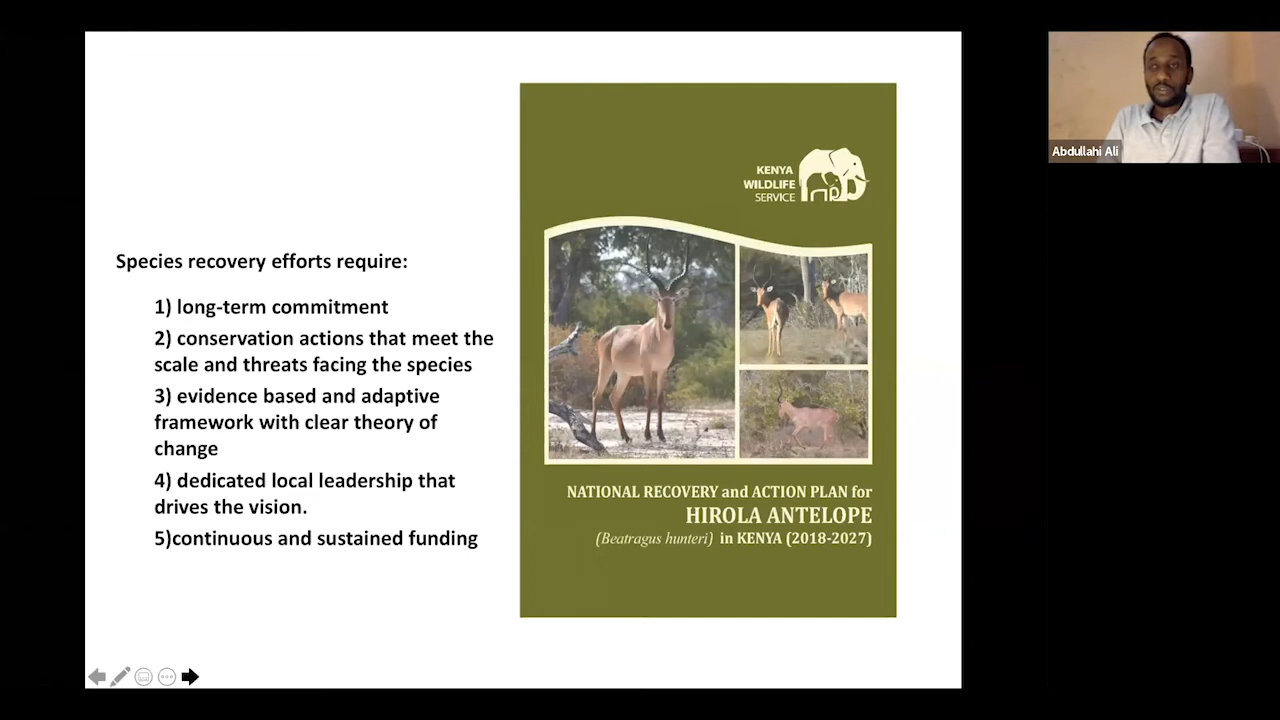 Species recovery efforts require:
1) long-term commitment
2) conservation actions that meet the
scale and threats facing the species
3) evidence based and adaptive
framework with clear theory of
change
4) dedicated local leadership that
drives the vision.
5)continuous and sustained funding
KENYA
WILDLIFE
SERVICE
NATIONAL RECOVERY and ACTION PLAN for
HIROLA ANTELOPE
(Beatragus hunteri) in KENYA (2018-2027)
Abdullahi Ali